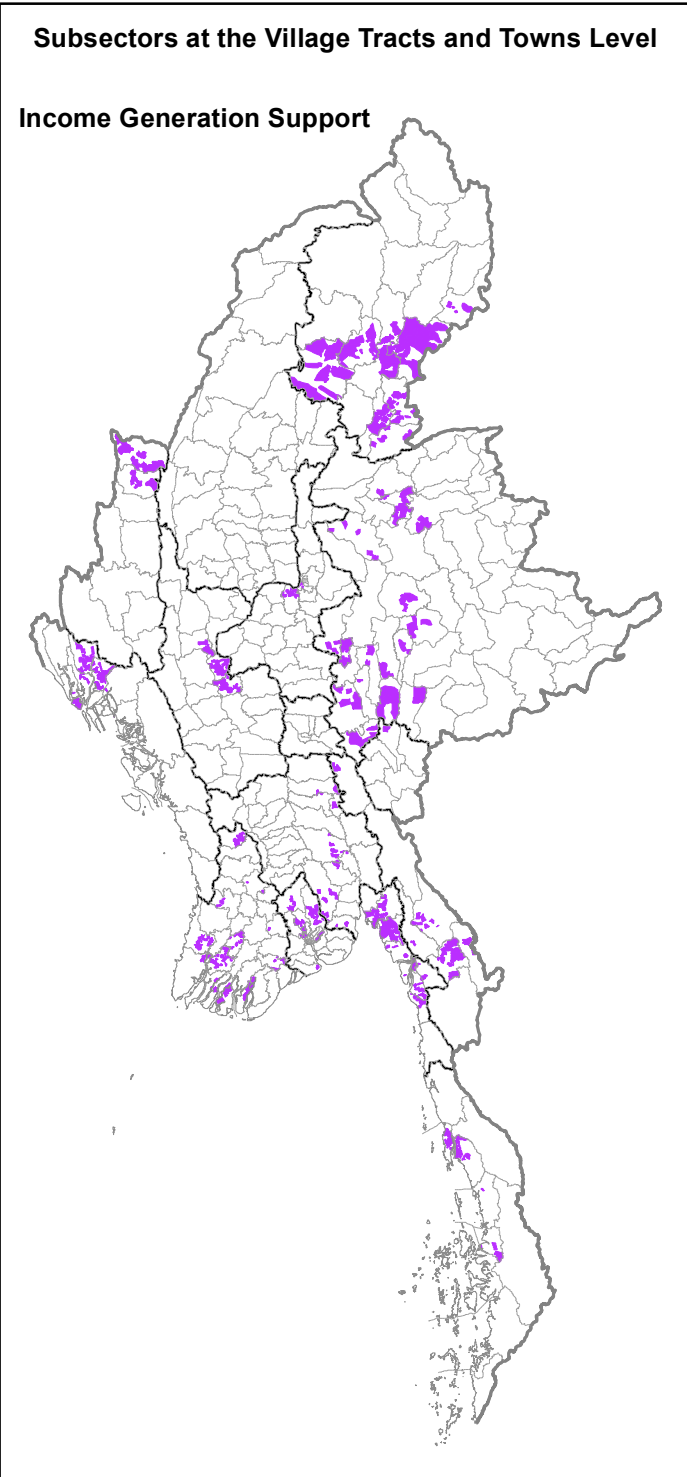 Subsectors at the Village Tracts and Towns Level
Income Generation Support